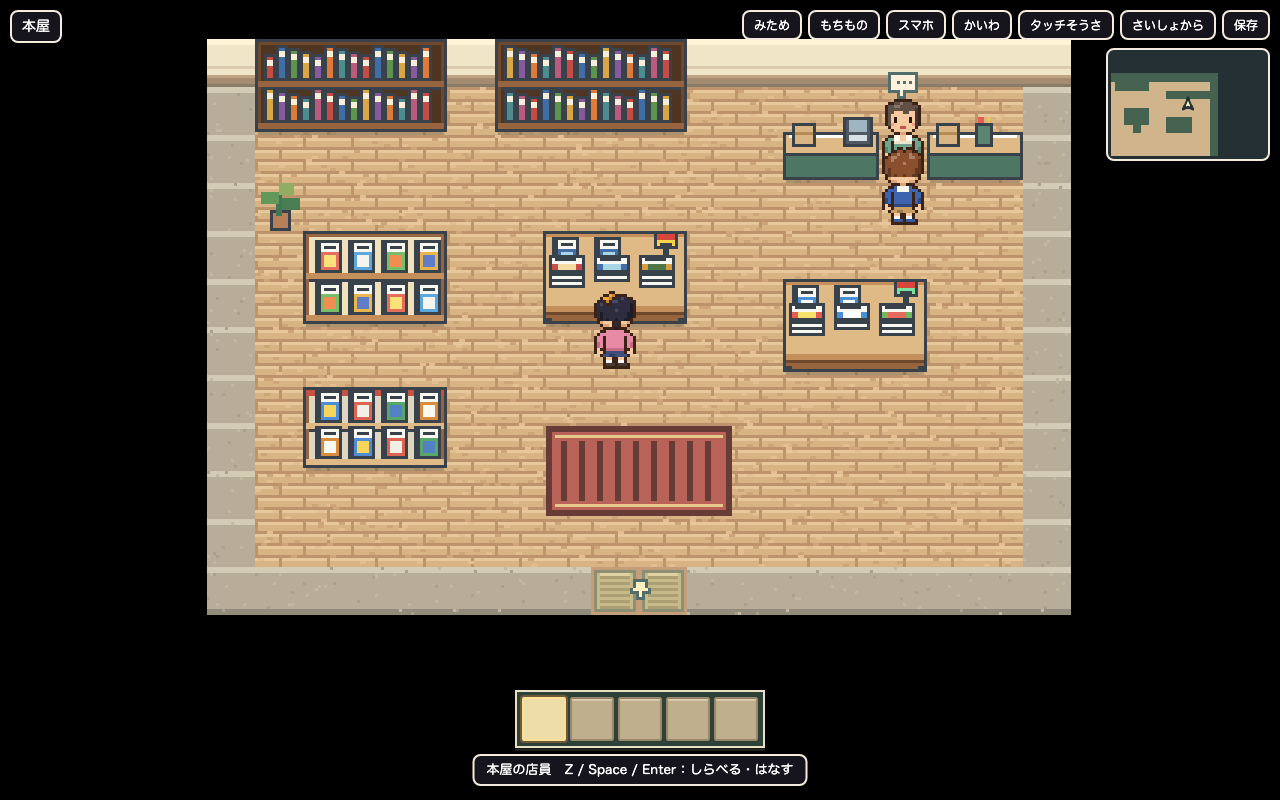 本屋
みため
もちもの
スマホ
かいわ
タッチそうさ
さいしょから
保存
本屋の店員　Z / Space / Enter：しらべる・はなす